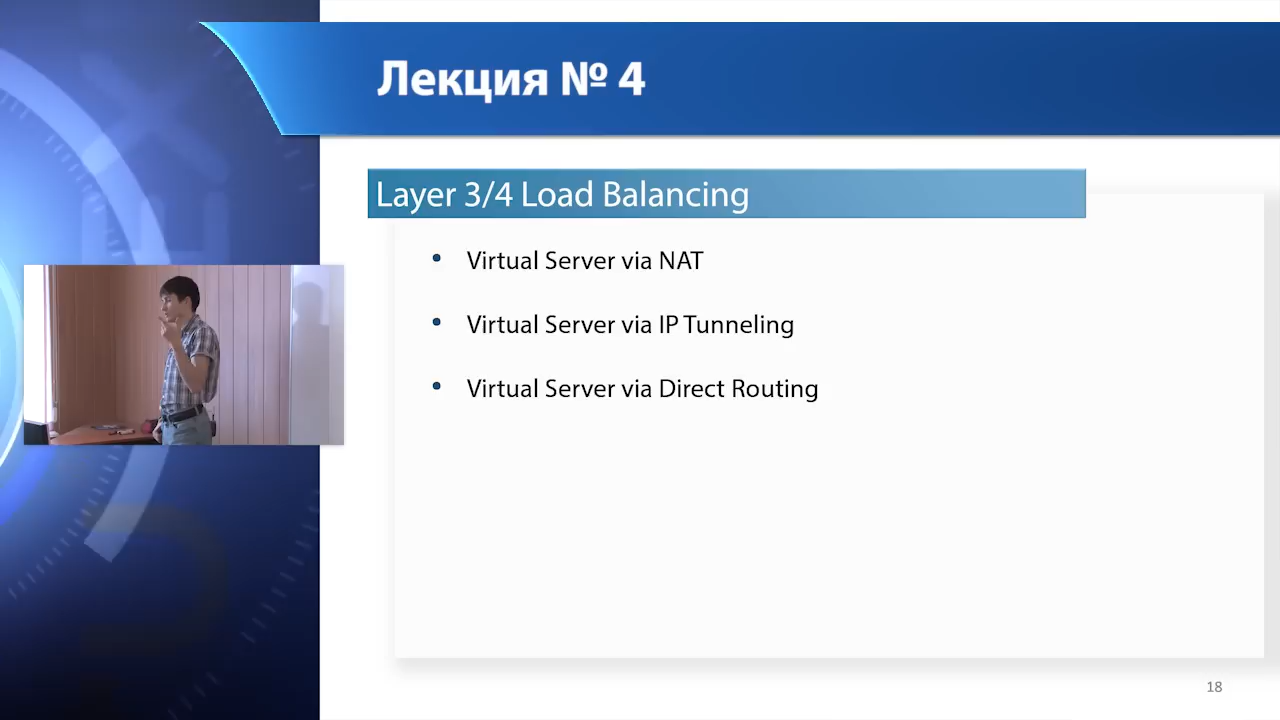 Лекция № 4
Layer 3/4 Load Balancing
• Virtual Server via NAT
• Virtual Server via IP Tunneling
• Virtual Server via Direct Routing
18